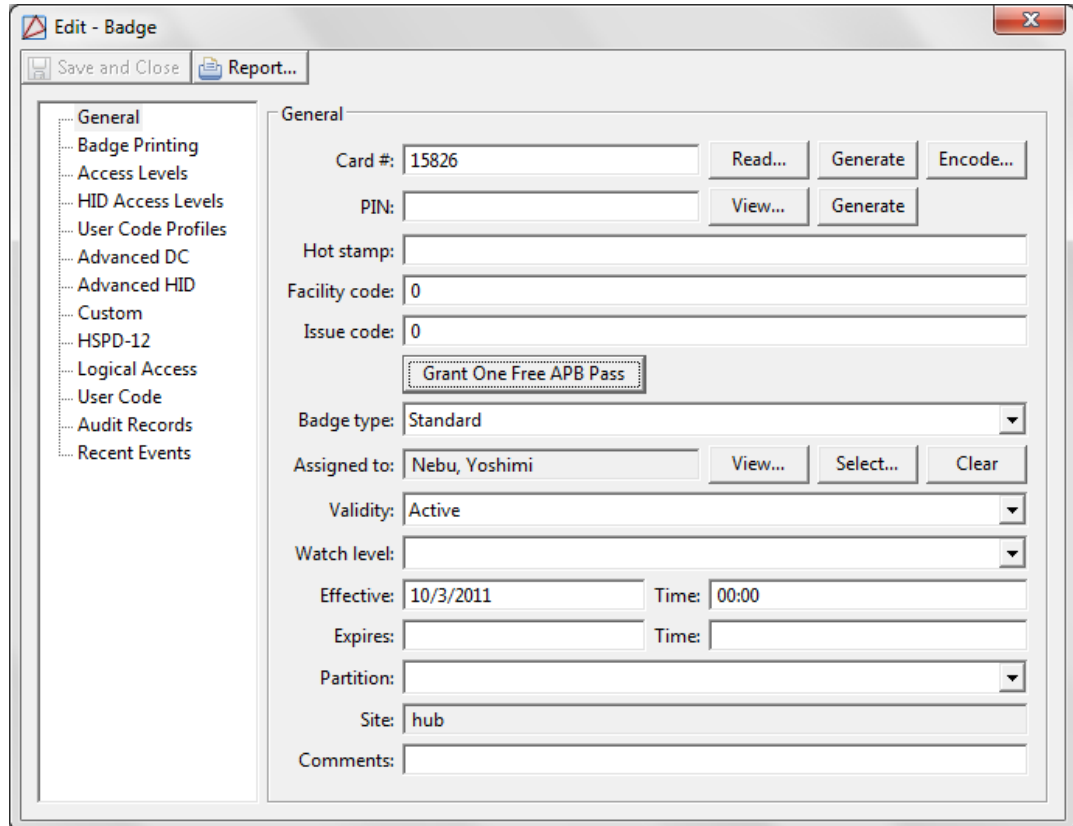 Edit - Badge
Save and Close Report...
General
Badge Printing
Access Levels
HID Access Levels
User Code Profiles
Advanced DC
Advanced HID
Custom
HSPD-12
Logical Access
User Code
Audit Records
Recent Events
General
Card #: 15826 Read... Generate Encode...
PIN: View... Generate
Hot stamp:
Facility code: 0
Issue code: 0
Grant One Free APB Pass
Badge type: Standard
Assigned to: Nebu, Yoshimi View... Select... Clear
Validity: Active
Watch level:
Effective: 10/3/2011 Time: 00:00
Expires: Time:
Partition:
Site: hub
Comments: